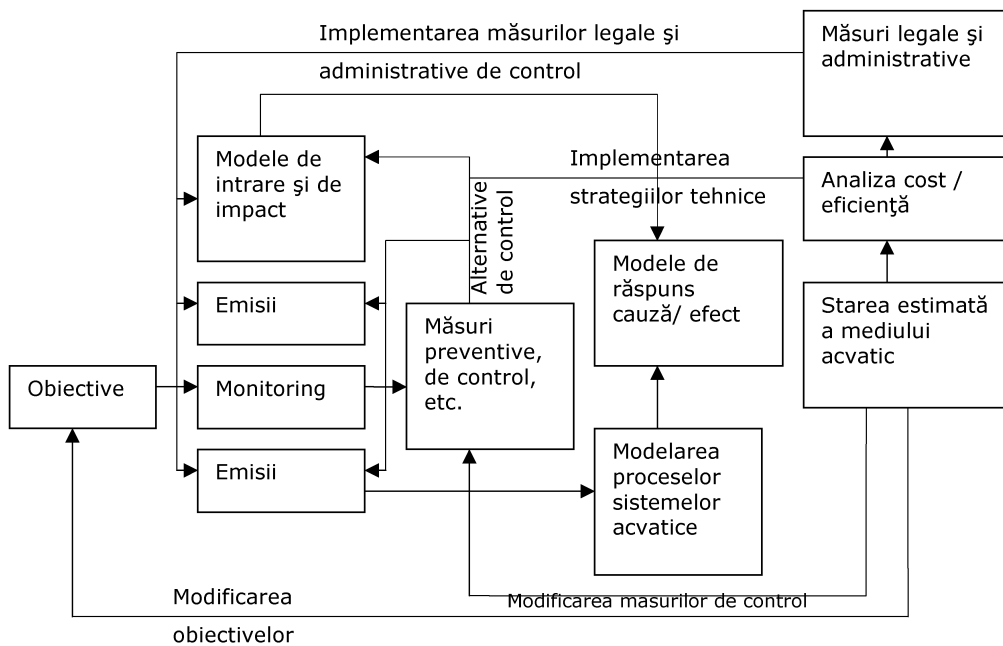 Implementarea măsurilor legale şi
administrative de control
Măsuri legale şi
administrative
Modele de
intrare şi de
impact
Implementarea
strategiilor tehnice
Analiza cost /
eficienţă
Alternative
de control
Modele de
răspuns
cauză/ efect
Emisii
Măsuri
preventive,
de control,
etc.
Starea estimată
a mediului
acvatic
Obiective
Monitoring
Emisii
Modelarea
proceselor
sistemelor
acvatice
Modificarea
obiectivelor
Modificarea masurilor de control